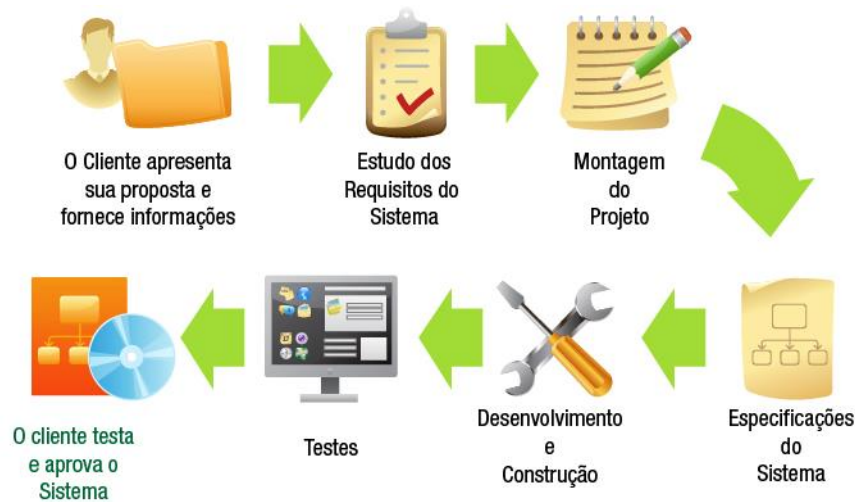 O Cliente apresenta
sua proposta e
fornece informações
Estudo dos
Requisitos do
Sistema
Montagem
do
Projeto
Especificações
do
Sistema
Desenvolvimento
e
Construção
Testes
O cliente testa
e aprova o
Sistema